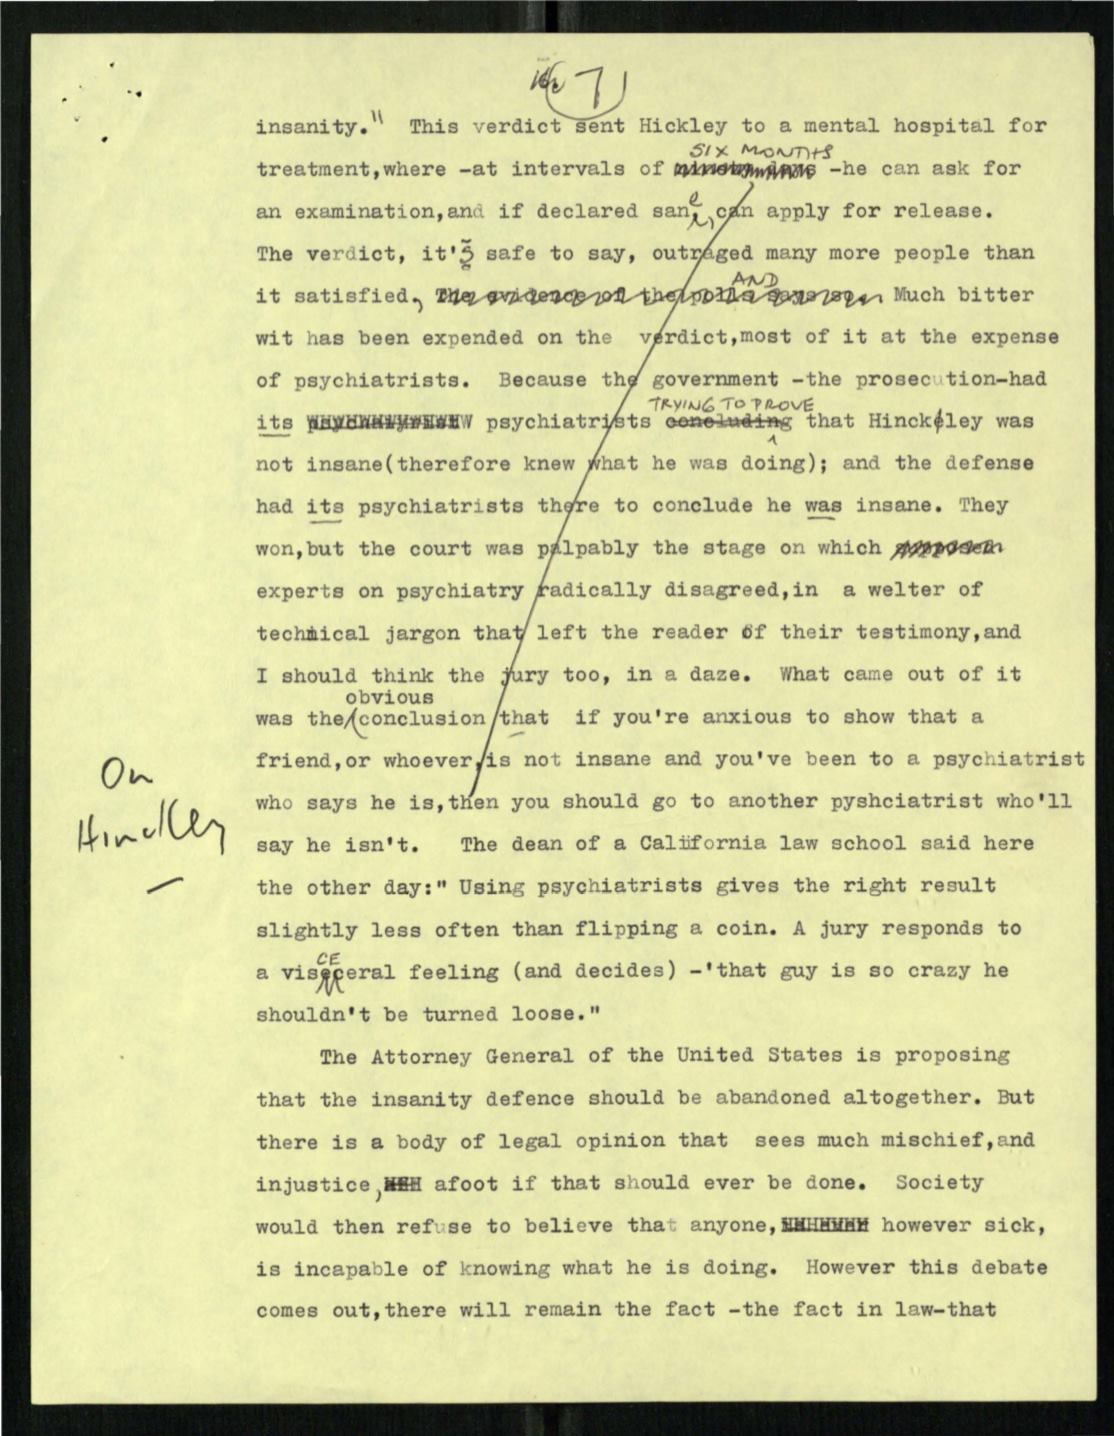 7
insanity." This verdict sent Hickley to a mental hospital for
SIX MONTHS
treatment,where -at intervals of ninety days -he can ask for
an examination,and if declared sane, can apply for release.
The verdict, it's safe to say, outraged many more people than
AND
it satisfied, The evidence of the polls says so. Much bitter
wit has been expended on the verdict,most of it at the expense
of psychiatrists. Because the government -the prosecution-had
TRYING TO PROVE
its psychiatrists concluding that Hinckley was
not insane(therefore knew what he was doing); and the defense
had its psychiatrists there to conclude he was insane. They
won,but the court was palpably the stage on which
experts on psychiatry radically disagreed,in a welter of
technical jargon that left the reader of their testimony,and
I should think the jury too, in a daze. What came out of it
obvious
was the conclusion that if you're anxious to show that a
friend,or whoever,is not insane and you've been to a psychiatrist
who says he is,then you should go to another pyshciatrist who'll
On
Hinckley
say he isn't. The dean of a California law school said here
the other day:" Using psychiatrists gives the right result
slightly less often than flipping a coin. A jury responds to
CE
a visceral feeling (and decides) -'that guy is so crazy he
shouldn't be turned loose."
The Attorney General of the United States is proposing
that the insanity defence should be abandoned altogether. But
there is a body of legal opinion that sees much mischief,and
injustice, afoot if that should ever be done. Society
would then refuse to believe that anyone, however sick,
is incapable of knowing what he is doing. However this debate
comes out,there will remain the fact -the fact in law-that